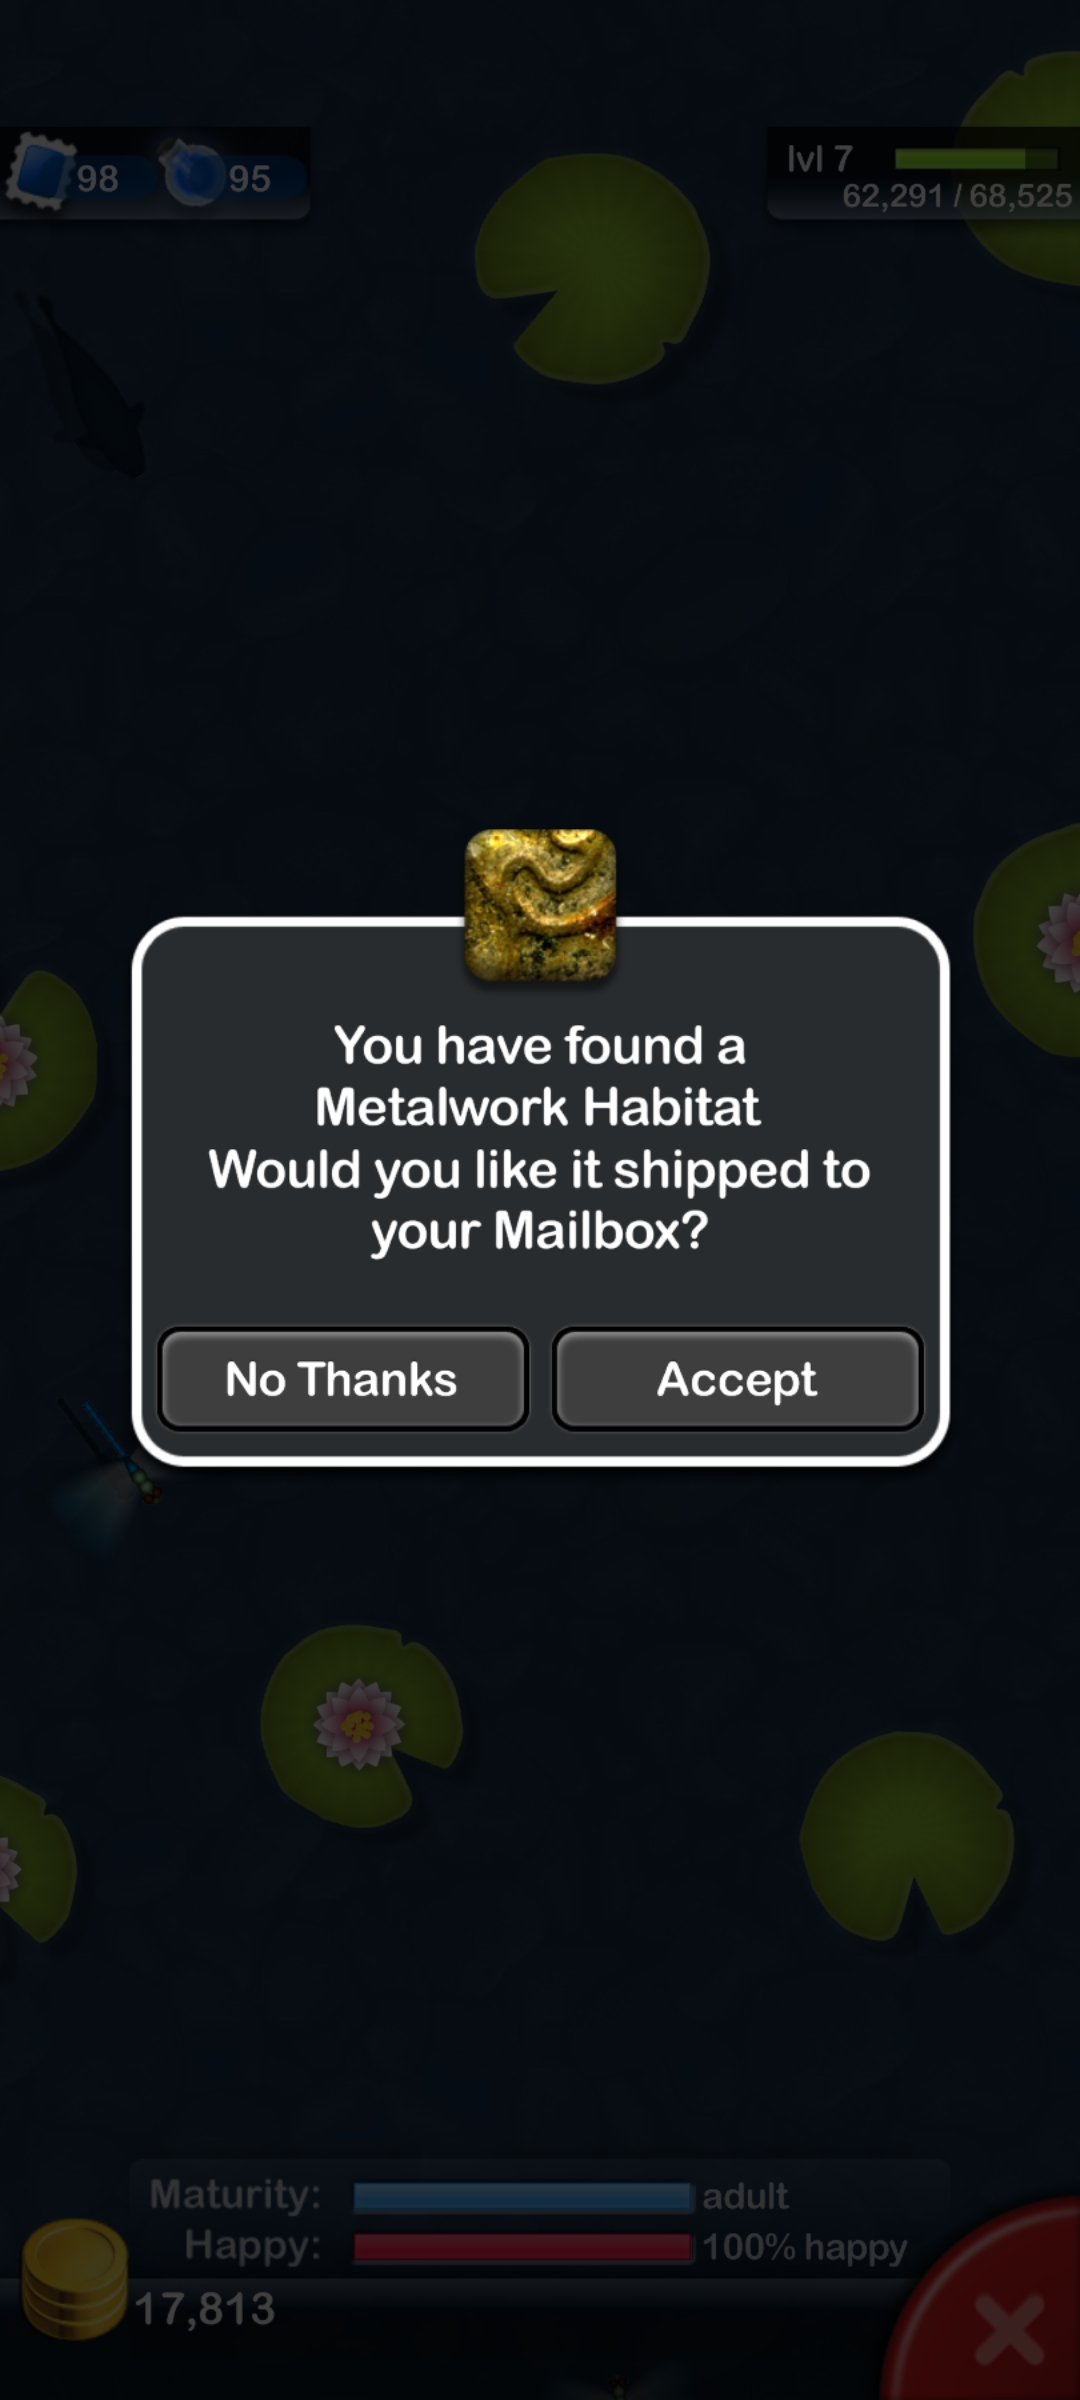 98
95
lvl 7
62,291 / 68,525
You have found a
Metalwork Habitat
Would you like it shipped to
your Mailbox?
No Thanks
Accept
Maturity:
adult
Happy:
100% happy
17,813